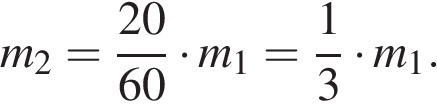 m₂ = 20/60 · m₁ = 1/3 · m₁.